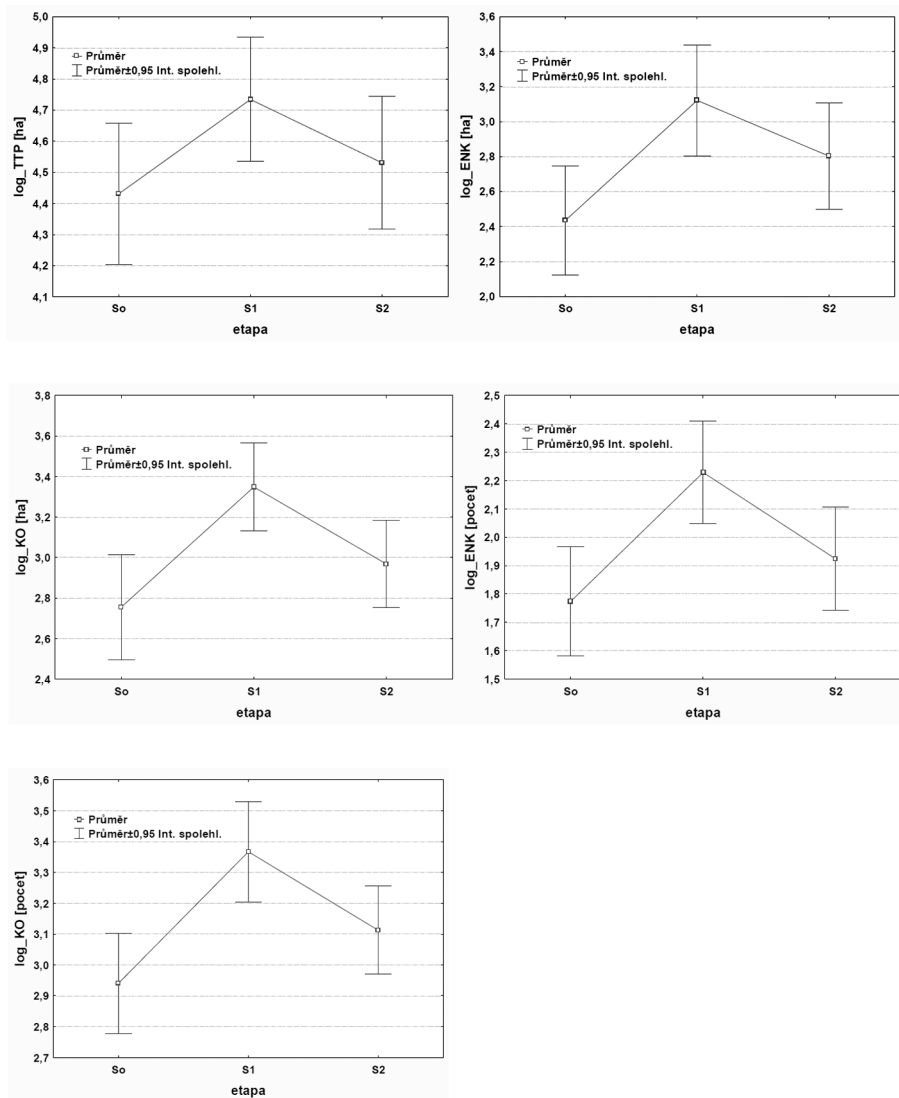 5,0
4,9
4,8
4,7
4,6
4,5
4,4
4,3
4,2
4,1
log_TTP [ha]
Průměr
Průměr±0,95 Int. spolehl.
So S1 S2
etapa
3,6
3,4
3,2
3,0
2,8
2,6
2,4
2,2
2,0
log_ENK [ha]
Průměr
Průměr±0,95 Int. spolehl.
So S1 S2
etapa
3,8
3,6
3,4
3,2
3,0
2,8
2,6
2,4
log_KO [ha]
Průměr
Průměr±0,95 Int. spolehl.
So S1 S2
etapa
2,5
2,4
2,3
2,2
2,1
2,0
1,9
1,8
1,7
1,6
1,5
log_ENK [pocet]
Průměr
Průměr±0,95 Int. spolehl.
So S1 S2
etapa
3,6
3,5
3,4
3,3
3,2
3,1
3,0
2,9
2,8
2,7
log_KO [pocet]
Průměr
Průměr±0,95 Int. spolehl.
So S1 S2
etapa